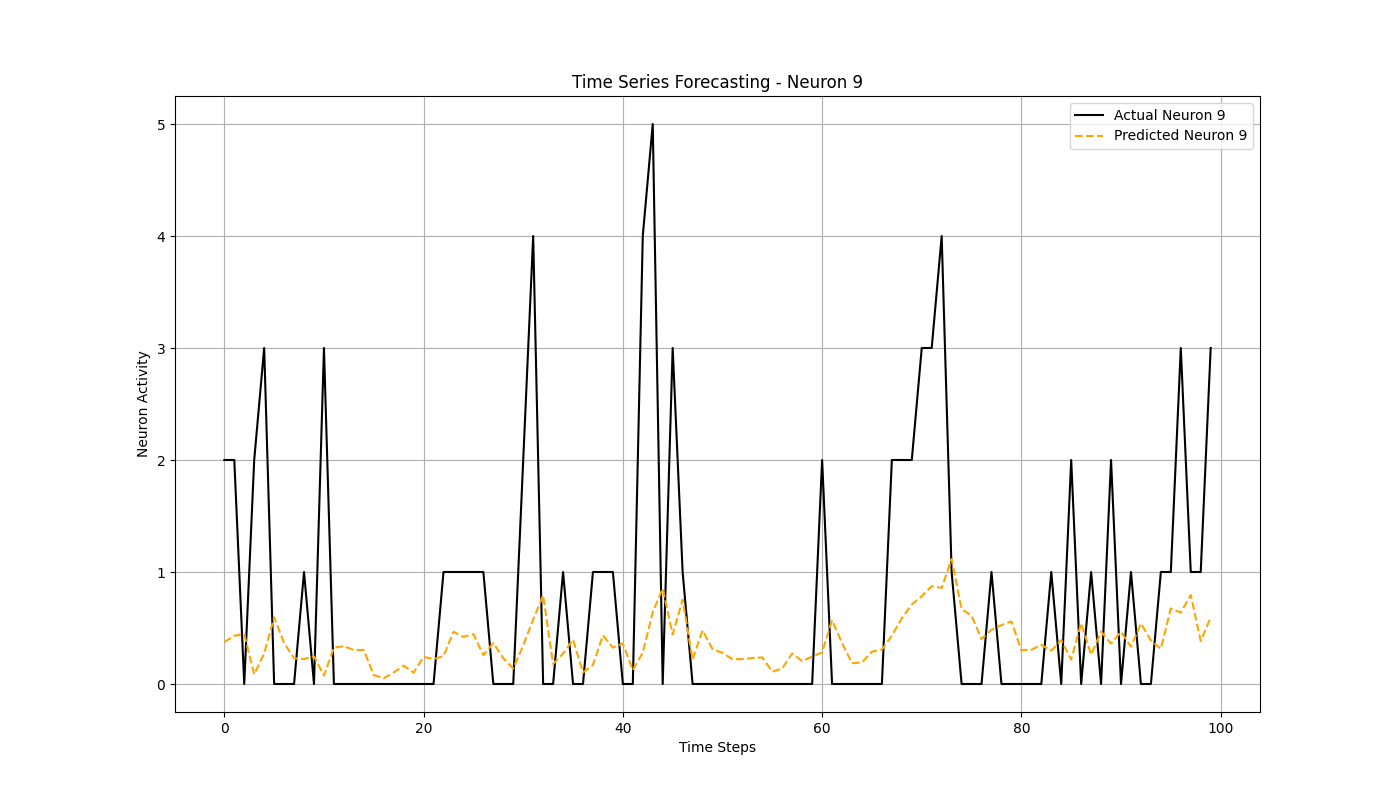 Time Series Forecasting - Neuron 9
Actual Neuron 9
Predicted Neuron 9
Neuron Activity
5
4
3
2
1
0
0 20 40 60 80 100
Time Steps